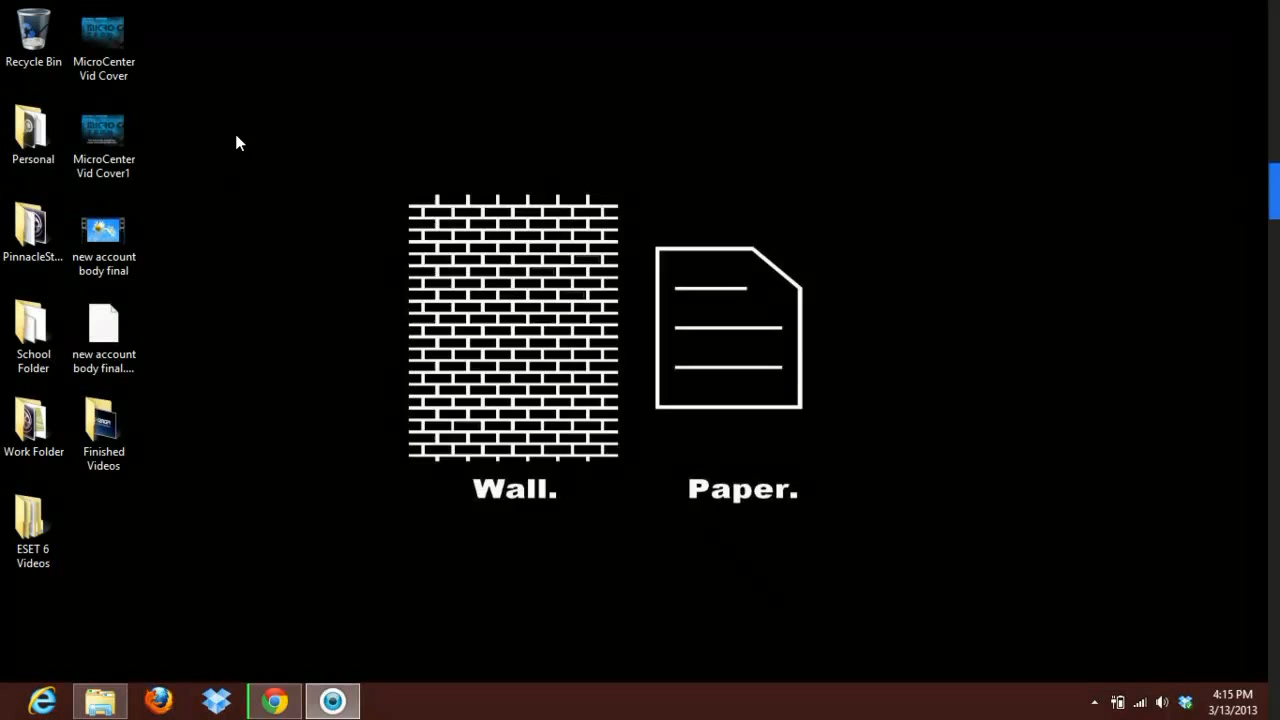 Recycle Bin
MicroCenter
Vid Cover
Personal
MicroCenter
Vid Cover1
PinnacleSt...
new account
body final
School
Folder
new account
body final....
Work Folder
Finished
Videos
ESET 6
Videos
Wall.
Paper.
4:15 PM
3/13/2013